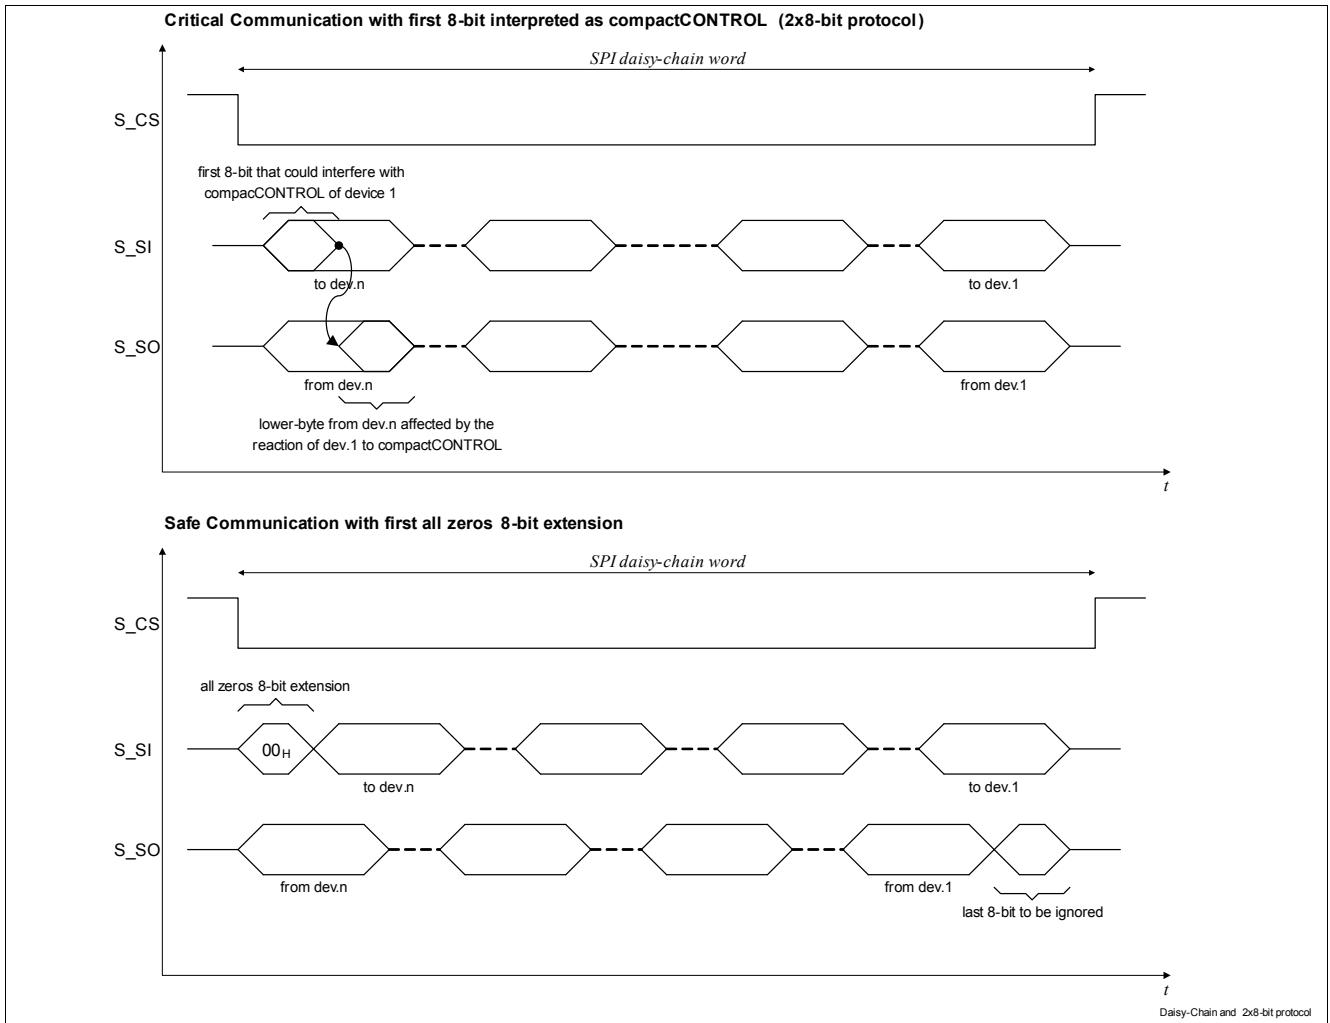 Critical Communication with first 8-bit interpreted as compactCONTROL (2x8-bit protocol)
SPI daisy-chain word
S_CS
first 8-bit that could interfere with
compacCONTROL of device 1
S_SI
to dev.n
to dev.1
S_SO
from dev.n
from dev.1
lower-byte from dev.n affected by the
reaction of dev.1 to compactCONTROL
t
Safe Communication with first all zeros 8-bit extension
SPI daisy-chain word
S_CS
all zeros 8-bit extension
S_SI
00H
to dev.n
to dev.1
S_SO
from dev.n
from dev.1
last 8-bit to be ignored
t
Daisy-Chain and 2x8-bit protocol